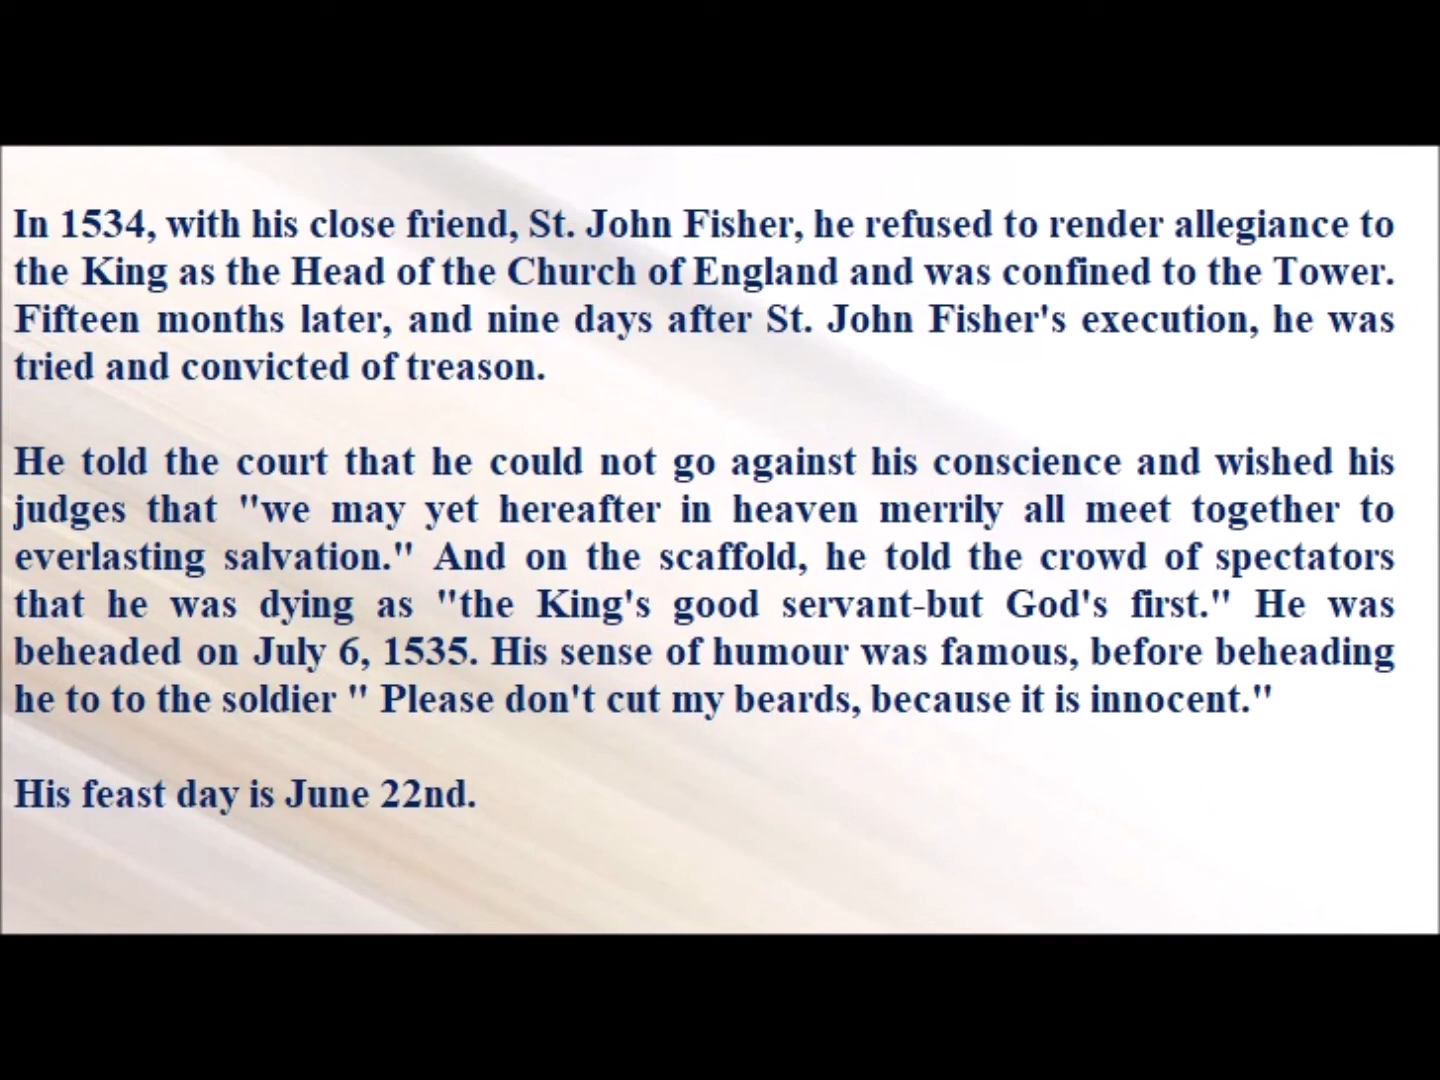 In 1534, with his close friend, St. John Fisher, he refused to render allegiance to
the King as the Head of the Church of England and was confined to the Tower.
Fifteen months later, and nine days after St. John Fisher's execution, he was
tried and convicted of treason.
He told the court that he could not go against his conscience and wished his
judges that "we may yet hereafter in heaven merrily all meet together to
everlasting salvation." And on the scaffold, he told the crowd of spectators
that he was dying as "the King's good servant-but God's first." He was
beheaded on July 6, 1535. His sense of humour was famous, before beheading
he to to the soldier " Please don't cut my beards, because it is innocent."
His feast day is June 22nd.